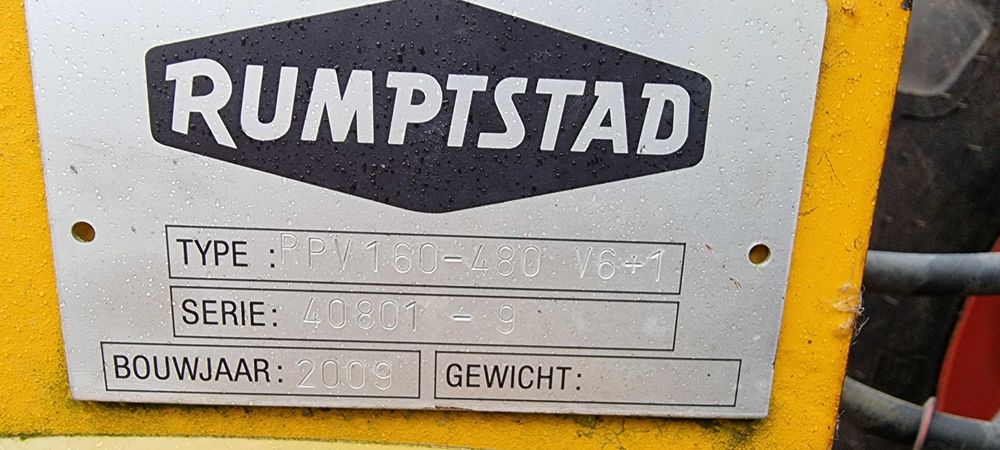 RUMPTSTAD
TYPE : RPV160-480 V6+1
SERIE: 40801 - 9
BOUWJAAR: 2009 GEWICHT: